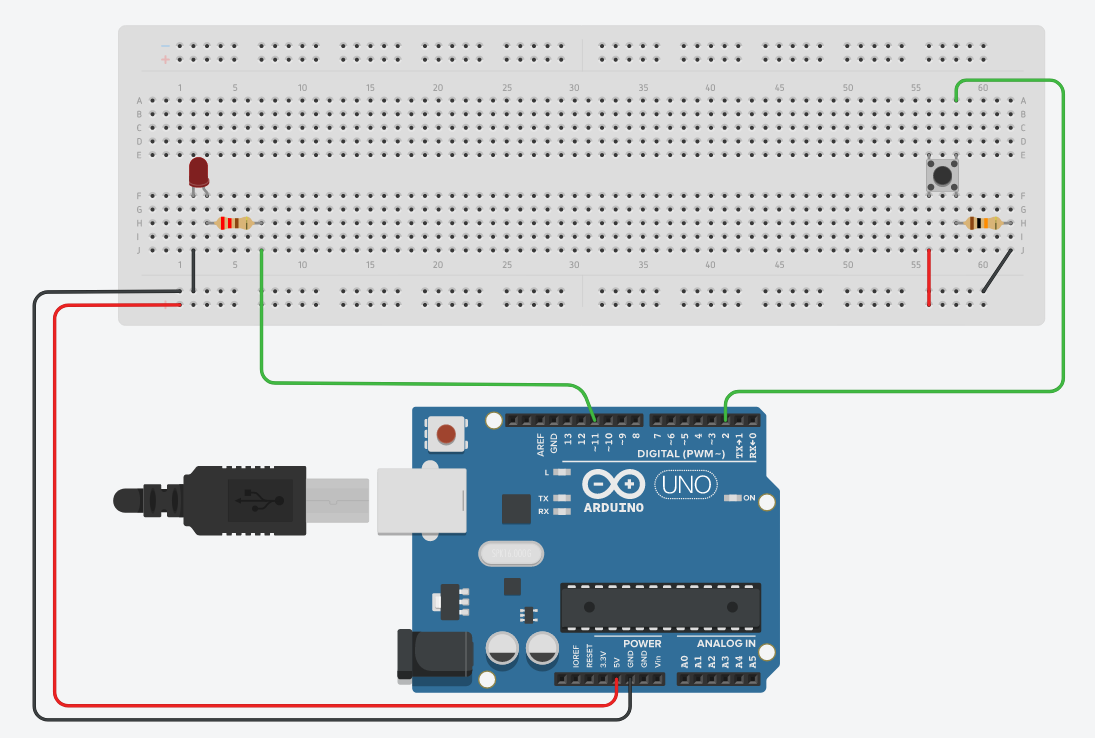 −
+
1 5 10 15 20 25 30 35 40 45 50 55 60
A A
B B
C C
D D
E E
F F
G G
H H
I I
J J
1 5 10 15 20 25 30 35 40 45 50 55 60
AREF GND 13 12 ~11 ~10 ~9 8 7 ~6 ~5 4 ~3 2 TX→1 RX←0
DIGITAL (PWM~)
L
TX
RX
UNO
ON
ARDUINO
POWER ANALOG IN
IOREF RESET 3.3V 5V GND GND Vin A0 A1 A2 A3 A4 A5